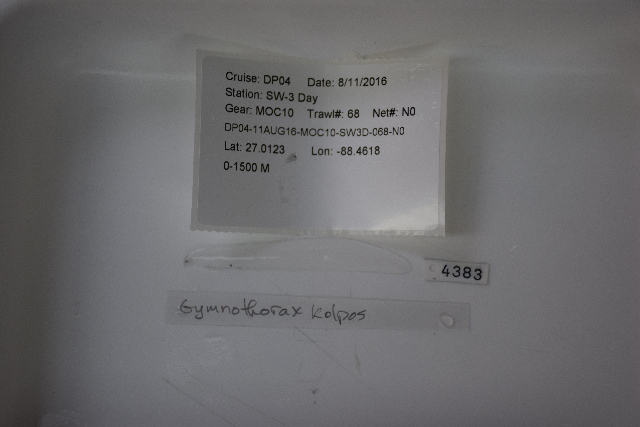 Cruise: DP04 Date: 8/11/2016
Station: SW-3 Day
Gear: MOC10 Trawl#: 68 Net#: N0
DP04-11AUG16-MOC10-SW3D-068-N0
Lat: 27.0123 Lon: -88.4618
0-1500 M
4383
Gymnothorax kolpos